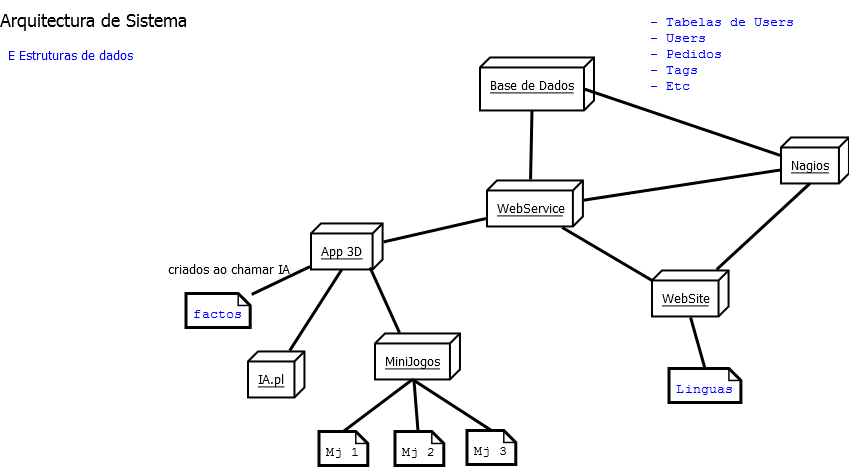 Arquitectura de Sistema
E Estruturas de dados
- Tabelas de Users
- Users
- Pedidos
- Tags
- Etc
Base de Dados
Nagios
WebService
App 3D
criados ao chamar IA
factos
WebSite
IA.pl
MiniJogos
Linguas
Mj 1
Mj 2
Mj 3